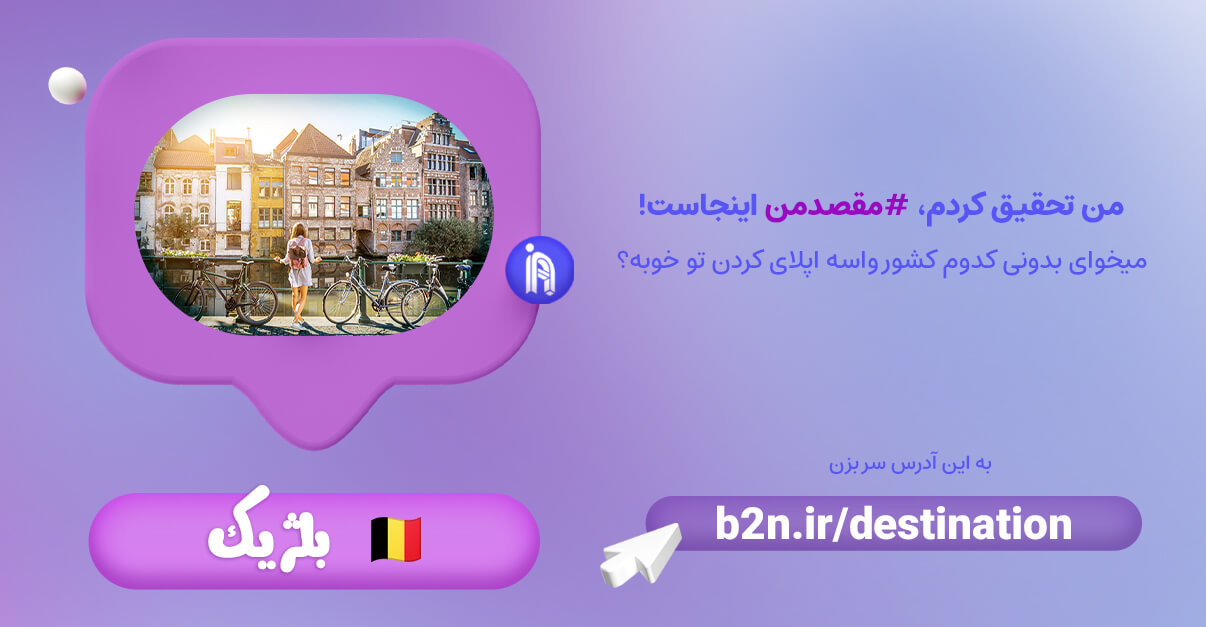 من تحقیق کردم، #مقصدمن اینجاست!
میخوای بدونی کدوم کشور واسه اپلای کردن تو خوبه؟
به این آدرس سر بزن
b2n.ir/destination
بلژیک